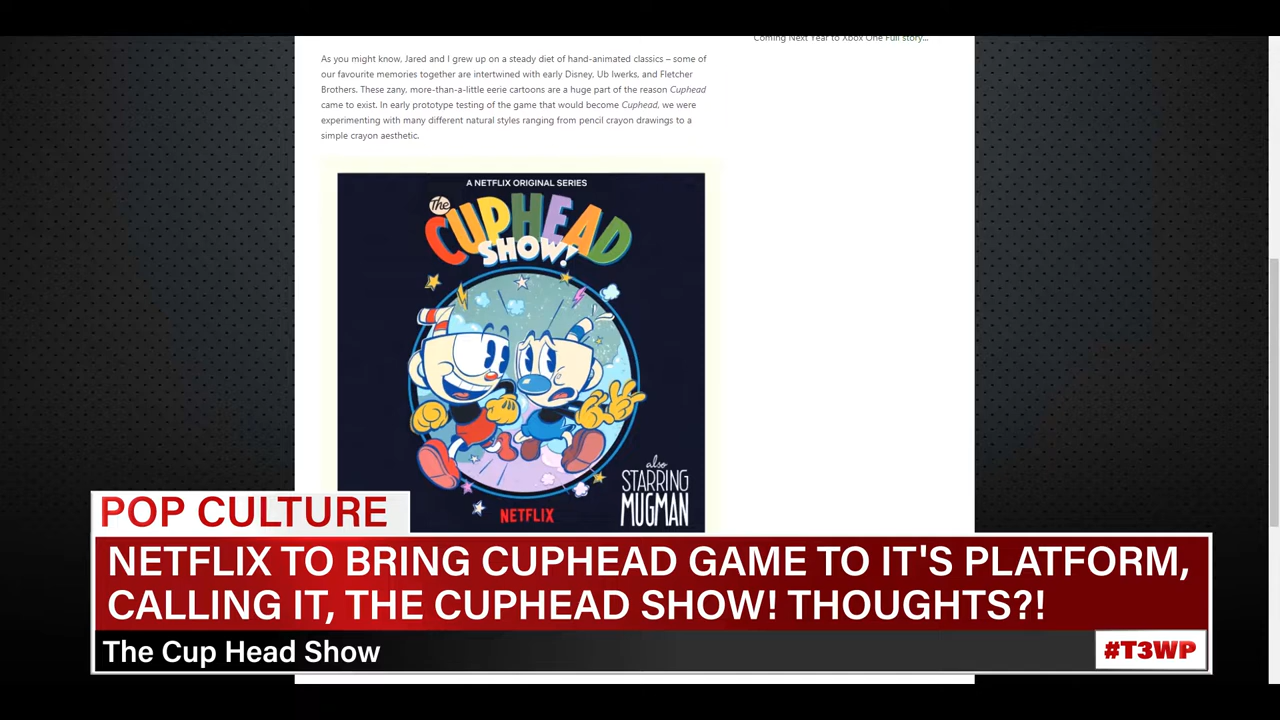 Coming Next Year to Xbox One Full story...
As you might know, Jared and I grew up on a steady diet of hand-animated classics – some of
our favourite memories together are intertwined with early Disney, Ub Iwerks, and Fletcher
Brothers. These zany, more-than-a-little eerie cartoons are a huge part of the reason Cuphead
came to exist. In early prototype testing of the game that would become Cuphead, we were
experimenting with many different natural styles ranging from pencil crayon drawings to a
simple crayon aesthetic.
A NETFLIX ORIGINAL SERIES
The
CUPHEAD
SHOW!
also
STARRING
MUGMAN
NETFLIX
POP CULTURE
NETFLIX TO BRING CUPHEAD GAME TO IT'S PLATFORM,
CALLING IT, THE CUPHEAD SHOW! THOUGHTS?!
The Cup Head Show
#T3WP